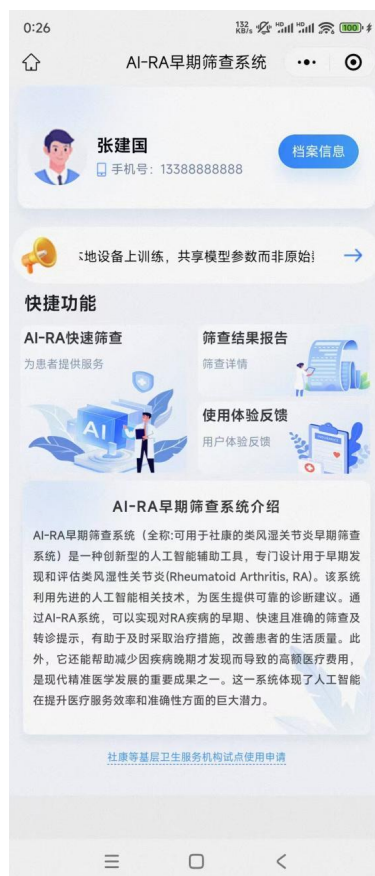 0:26
132 KB/s HD HD 100
AI-RA早期筛查系统
张建国
手机号：13388888888
档案信息
地设备上训练，共享模型参数而非原始
快捷功能
AI-RA快速筛查
为患者提供服务
AI
筛查结果报告
筛查详情
使用体验反馈
用户体验反馈
AI-RA早期筛查系统介绍
AI-RA早期筛查系统（全称:可用于社康的类风湿关节炎早期筛查
系统）是一种创新型的人工智能辅助工具，专门设计用于早期发
现和评估类风湿性关节炎(Rheumatoid Arthritis, RA)。该系统
利用先进的人工智能相关技术，为医生提供可靠的诊断建议。通
过AI-RA系统，可以实现对RA疾病的早期、快速且准确的筛查及
转诊提示，有助于及时采取治疗措施，改善患者的生活质量。此
外，它还能帮助减少因疾病晚期才发现而导致的高额医疗费用，
是现代精准医学发展的重要成果之一。这一系统体现了人工智能
在提升医疗服务效率和准确性方面的巨大潜力。
社康等基层卫生服务机构试点使用申请